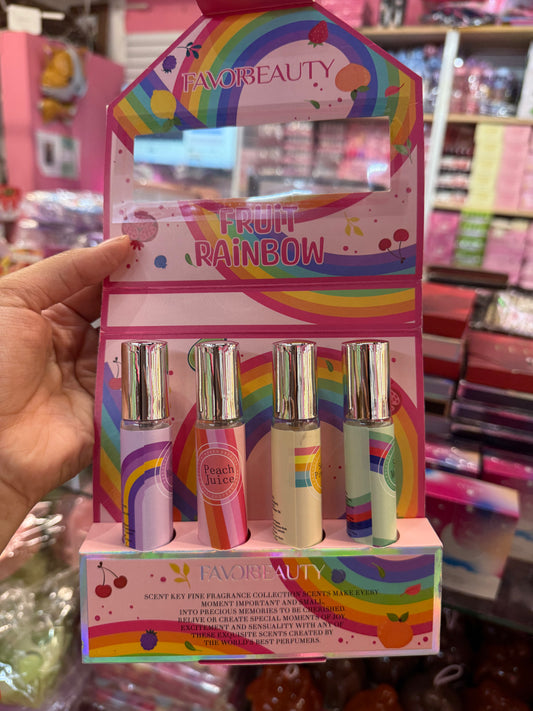 FAVORBEAUTY
FRUIT
RAINBOW
Peach
Juice
FAVORBEAUTY
SCENT KEY FINE FRAGRANCE COLLECTION SCENTS MAKE EVERY
MOMENT IMPORTANT AND SMALL
INTO PRECIOUS MEMORIES TO BE CHERISHED.
RELIVE OR CREATE SPECIAL MOMENTS OF JOY,
EXCITEMENT AND SENSUALITY WITH ANY OF
THESE EXQUISITE SCENTS CREATED BY
THE WORLD'S BEST PERFUMERS.